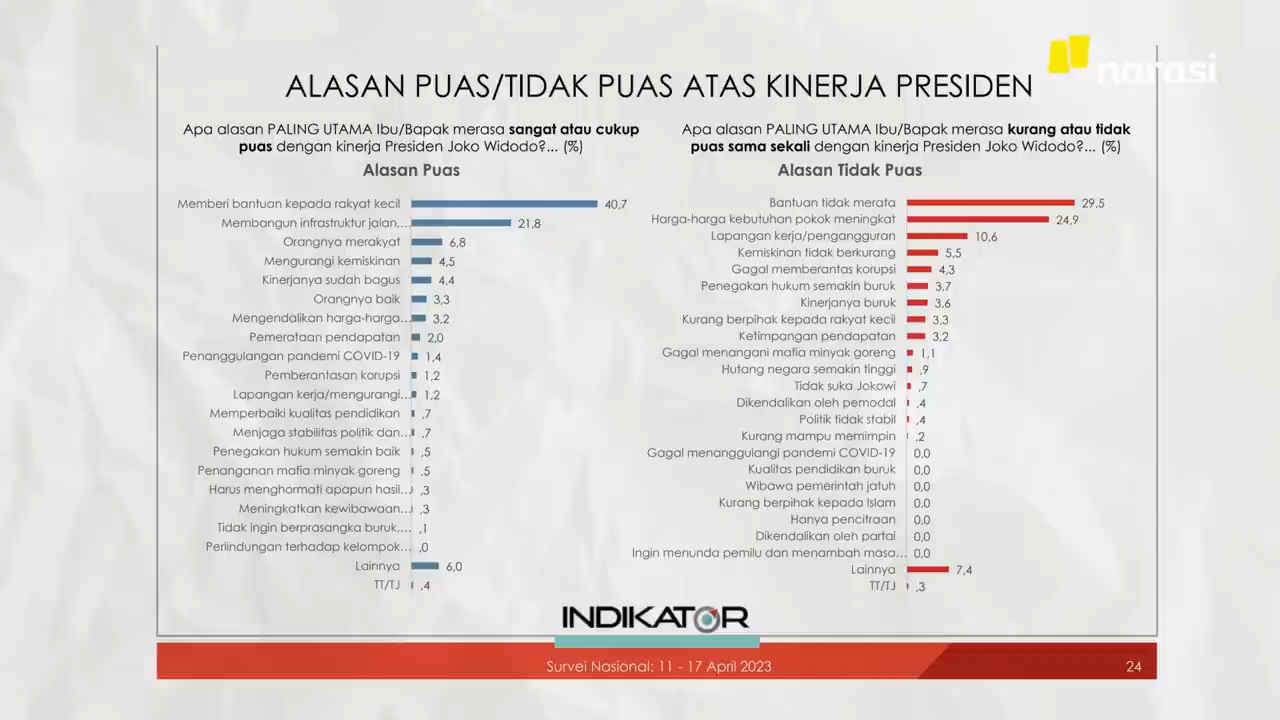 narasi
ALASAN PUAS/TIDAK PUAS ATAS KINERJA PRESIDEN
Apa alasan PALING UTAMA Ibu/Bapak merasa sangat atau cukup
puas dengan kinerja Presiden Joko Widodo?... (%)
Alasan Puas
Memberi bantuan kepada rakyat kecil 40,7
Membangun infrastruktur jalan,... 21,8
Orangnya merakyat 6,8
Mengurangi kemiskinan 4,5
Kinerjanya sudah bagus 4,4
Orangnya baik 3,3
Mengendalikan harga-harga... 3,2
Pemerataan pendapatan 2,0
Penanggulangan pandemi COVID-19 1,4
Pemberantasan korupsi 1,2
Lapangan kerja/mengurangi... 1,2
Memperbaiki kualitas pendidikan ,7
Menjaga stabilitas politik dan... ,7
Penegakan hukum semakin baik ,5
Penanganan mafia minyak goreng ,5
Harus menghormati apapun hasil... ,3
Meningkatkan kewibawaan... ,3
Tidak ingin berprasangka buruk,... ,1
Perlindungan terhadap kelompok... ,0
Lainnya 6,0
TT/TJ ,4
Apa alasan PALING UTAMA Ibu/Bapak merasa kurang atau tidak
puas sama sekali dengan kinerja Presiden Joko Widodo?... (%)
Alasan Tidak Puas
Bantuan tidak merata 29,5
Harga-harga kebutuhan pokok meningkat 24,9
Lapangan kerja/pengangguran 10,6
Kemiskinan tidak berkurang 5,5
Gagal memberantas korupsi 4,3
Penegakan hukum semakin buruk 3,7
Kinerjanya buruk 3,6
Kurang berpihak kepada rakyat kecil 3,3
Ketimpangan pendapatan 3,2
Gagal menangani mafia minyak goreng 1,1
Hutang negara semakin tinggi ,9
Tidak suka Jokowi ,7
Dikendalikan oleh pemodal ,4
Politik tidak stabil ,4
Kurang mampu memimpin ,2
Gagal menanggulangi pandemi COVID-19 0,0
Kualitas pendidikan buruk 0,0
Wibawa pemerintah jatuh 0,0
Kurang berpihak kepada Islam 0,0
Hanya pencitraan 0,0
Dikendalikan oleh partai 0,0
Ingin menunda pemilu dan menambah masa... 0,0
Lainnya 7,4
TT/TJ ,3
INDIKATOR
Survei Nasional: 11 - 17 April 2023
24